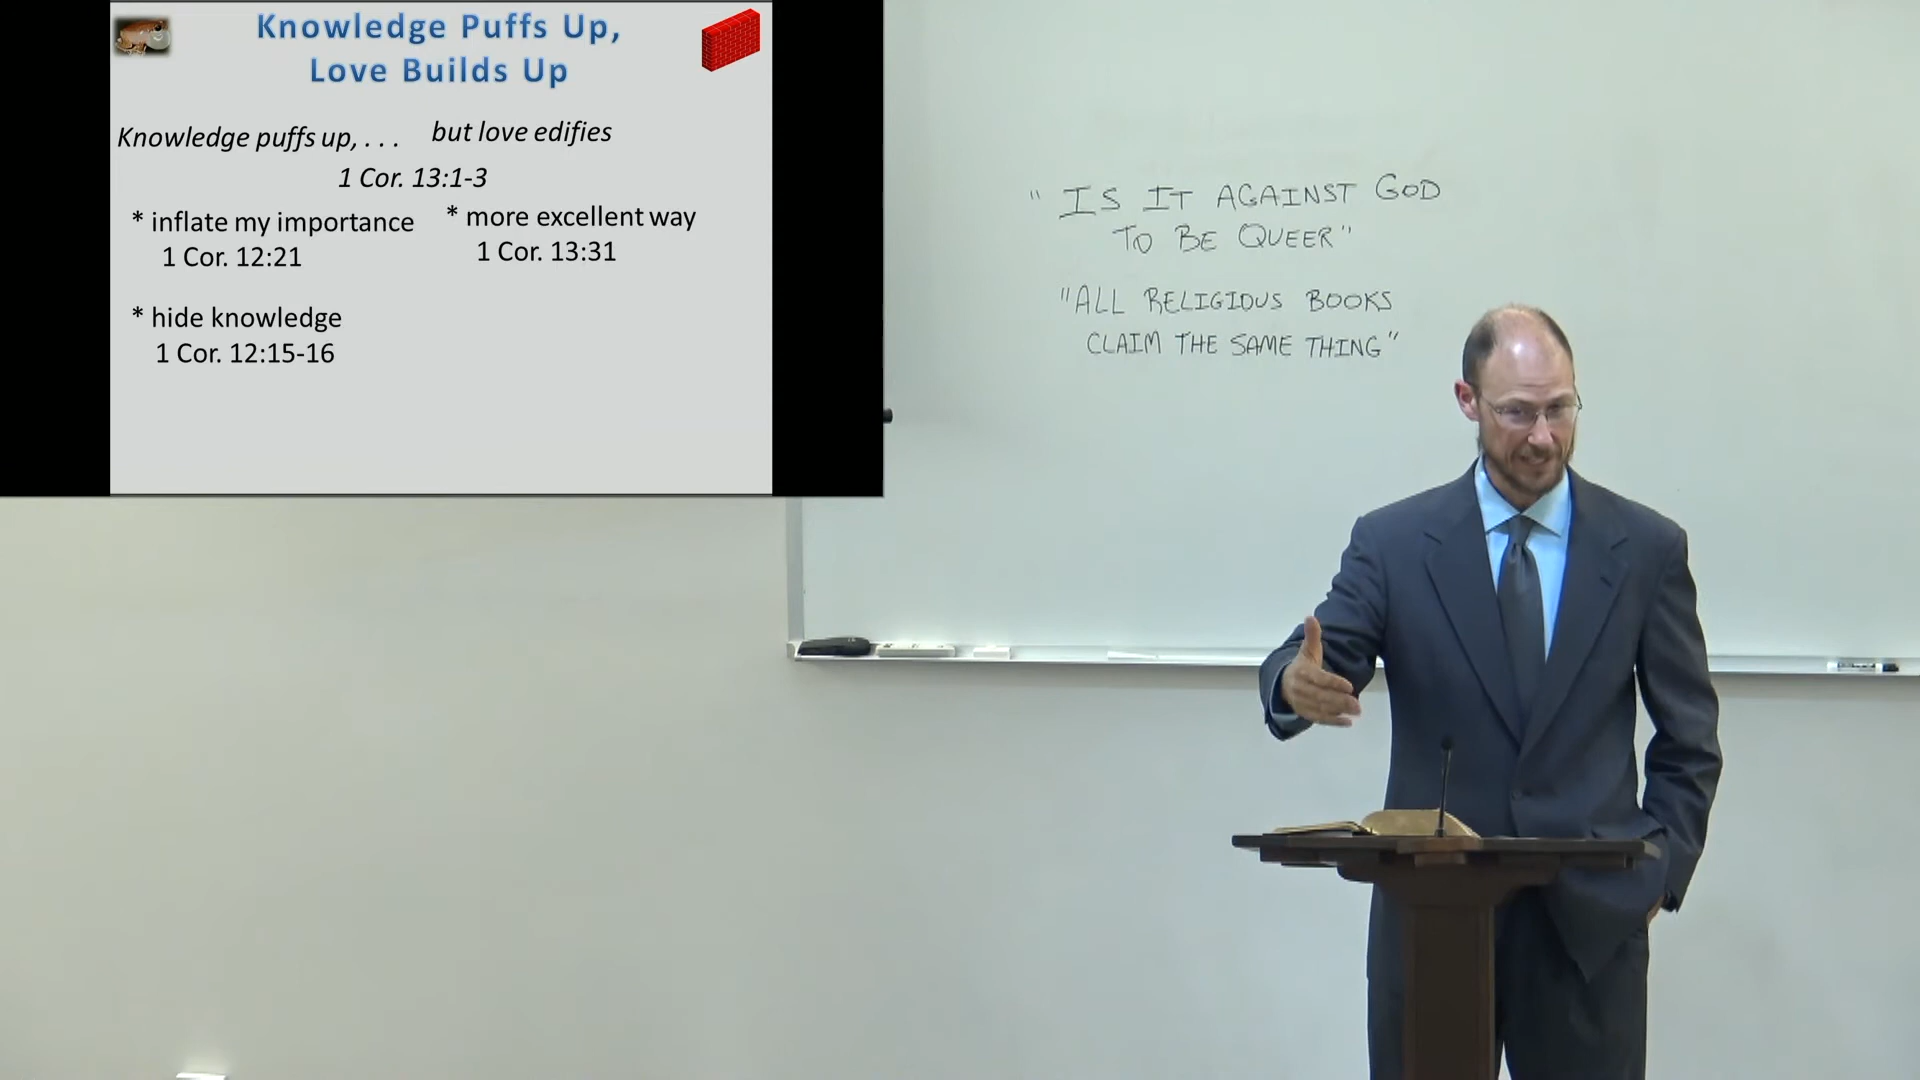 Knowledge Puffs Up,
Love Builds Up
Knowledge puffs up, . . .
but love edifies
1 Cor. 13:1-3
* inflate my importance
1 Cor. 12:21
* more excellent way
1 Cor. 13:31
* hide knowledge
1 Cor. 12:15-16
"IS IT AGAINST GOD
TO BE QUEER"
"ALL RELIGIOUS BOOKS
CLAIM THE SAME THING"